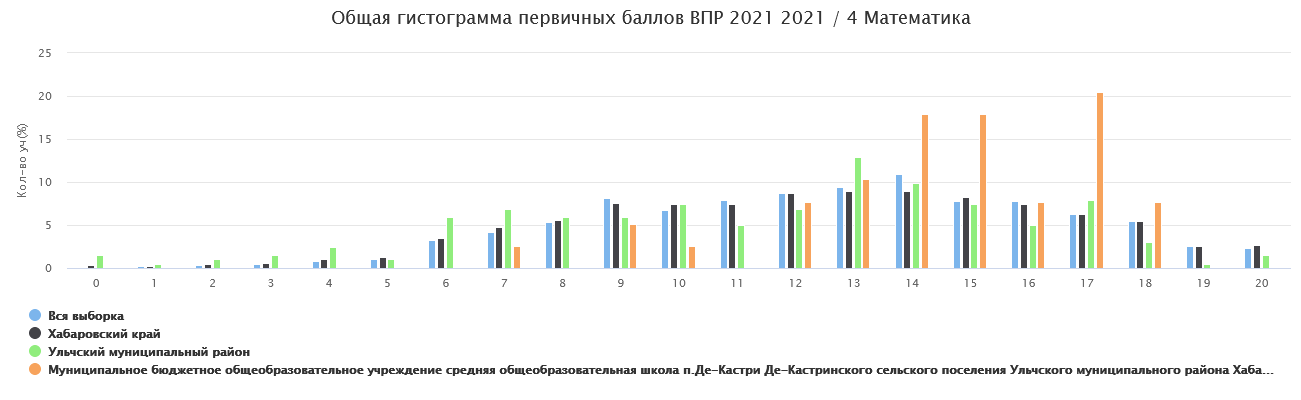 Общая гистограмма первичных баллов ВПР 2021 2021 / 4 Математика
Кол-во уч(%)
25
20
15
10
5
0
0 1 2 3 4 5 6 7 8 9 10 11 12 13 14 15 16 17 18 19 20
Вся выборка
Хабаровский край
Ульчский муниципальный район
Муниципальное бюджетное общеобразовательное учреждение средняя общеобразовательная школа п.Де-Кастри Де-Кастринского сельского поселения Ульчского муниципального района Хаба...